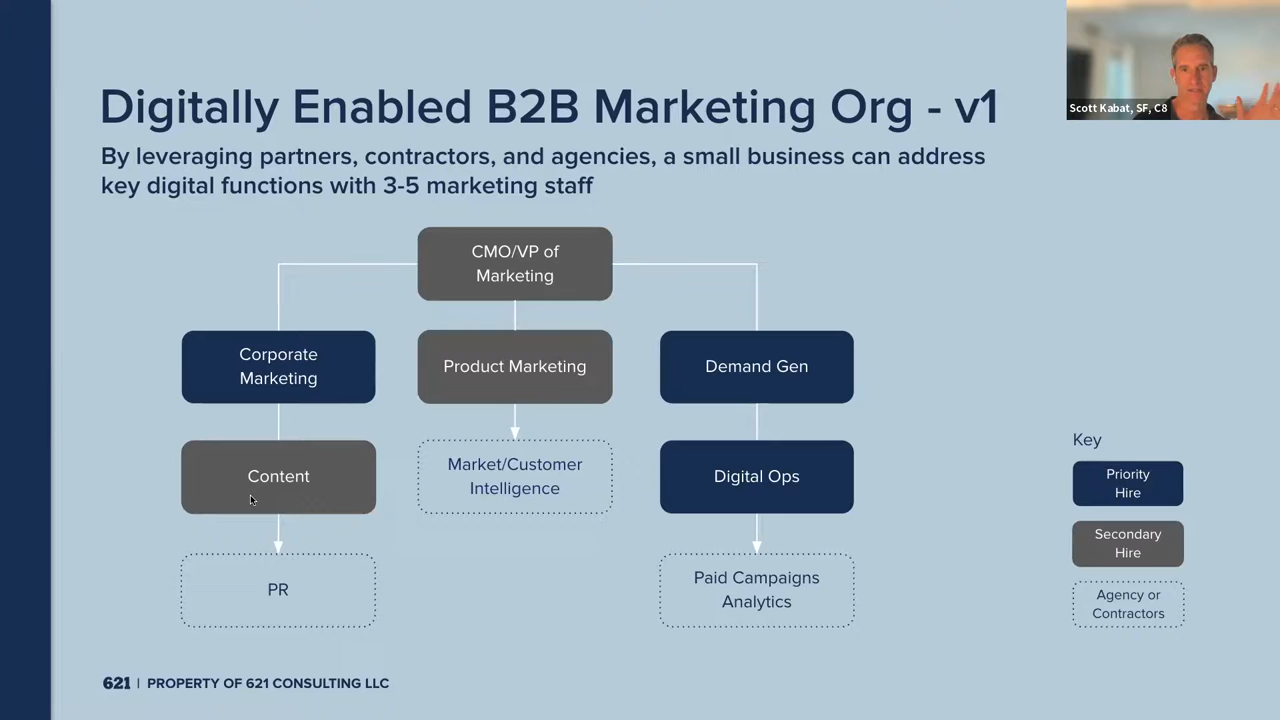 Digitally Enabled B2B Marketing Org - v1
By leveraging partners, contractors, and agencies, a small business can address
key digital functions with 3-5 marketing staff
Scott Kabat, SF, C8
CMO/VP of
Marketing
Corporate
Marketing
Product Marketing
Demand Gen
Content
Market/Customer
Intelligence
Digital Ops
PR
Paid Campaigns
Analytics
Key
Priority
Hire
Secondary
Hire
Agency or
Contractors
621 | PROPERTY OF 621 CONSULTING LLC